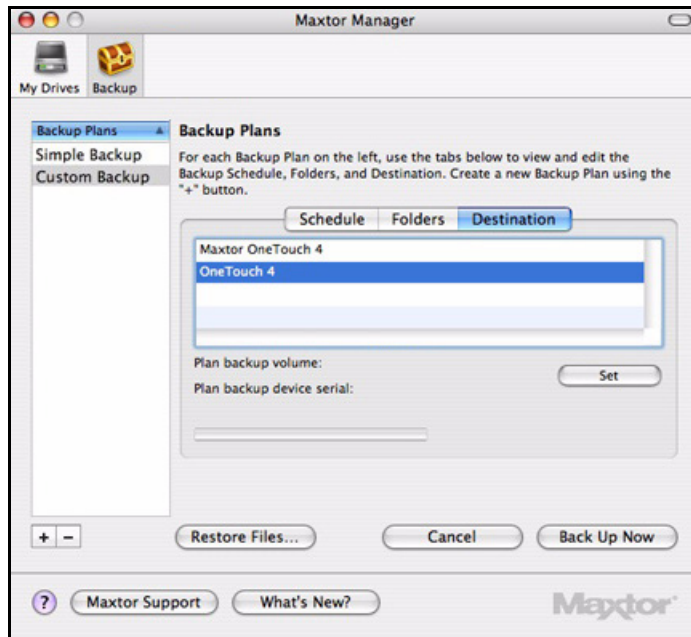 Maxtor Manager
My Drives Backup
Backup Plans
Simple Backup
Custom Backup
Backup Plans
For each Backup Plan on the left, use the tabs below to view and edit the
Backup Schedule, Folders, and Destination. Create a new Backup Plan using the
"+" button.
Schedule Folders Destination
Maxtor OneTouch 4
OneTouch 4
Plan backup volume:
Plan backup device serial:
Set
+ −
Restore Files... Cancel Back Up Now
? Maxtor Support What's New? Maxtor